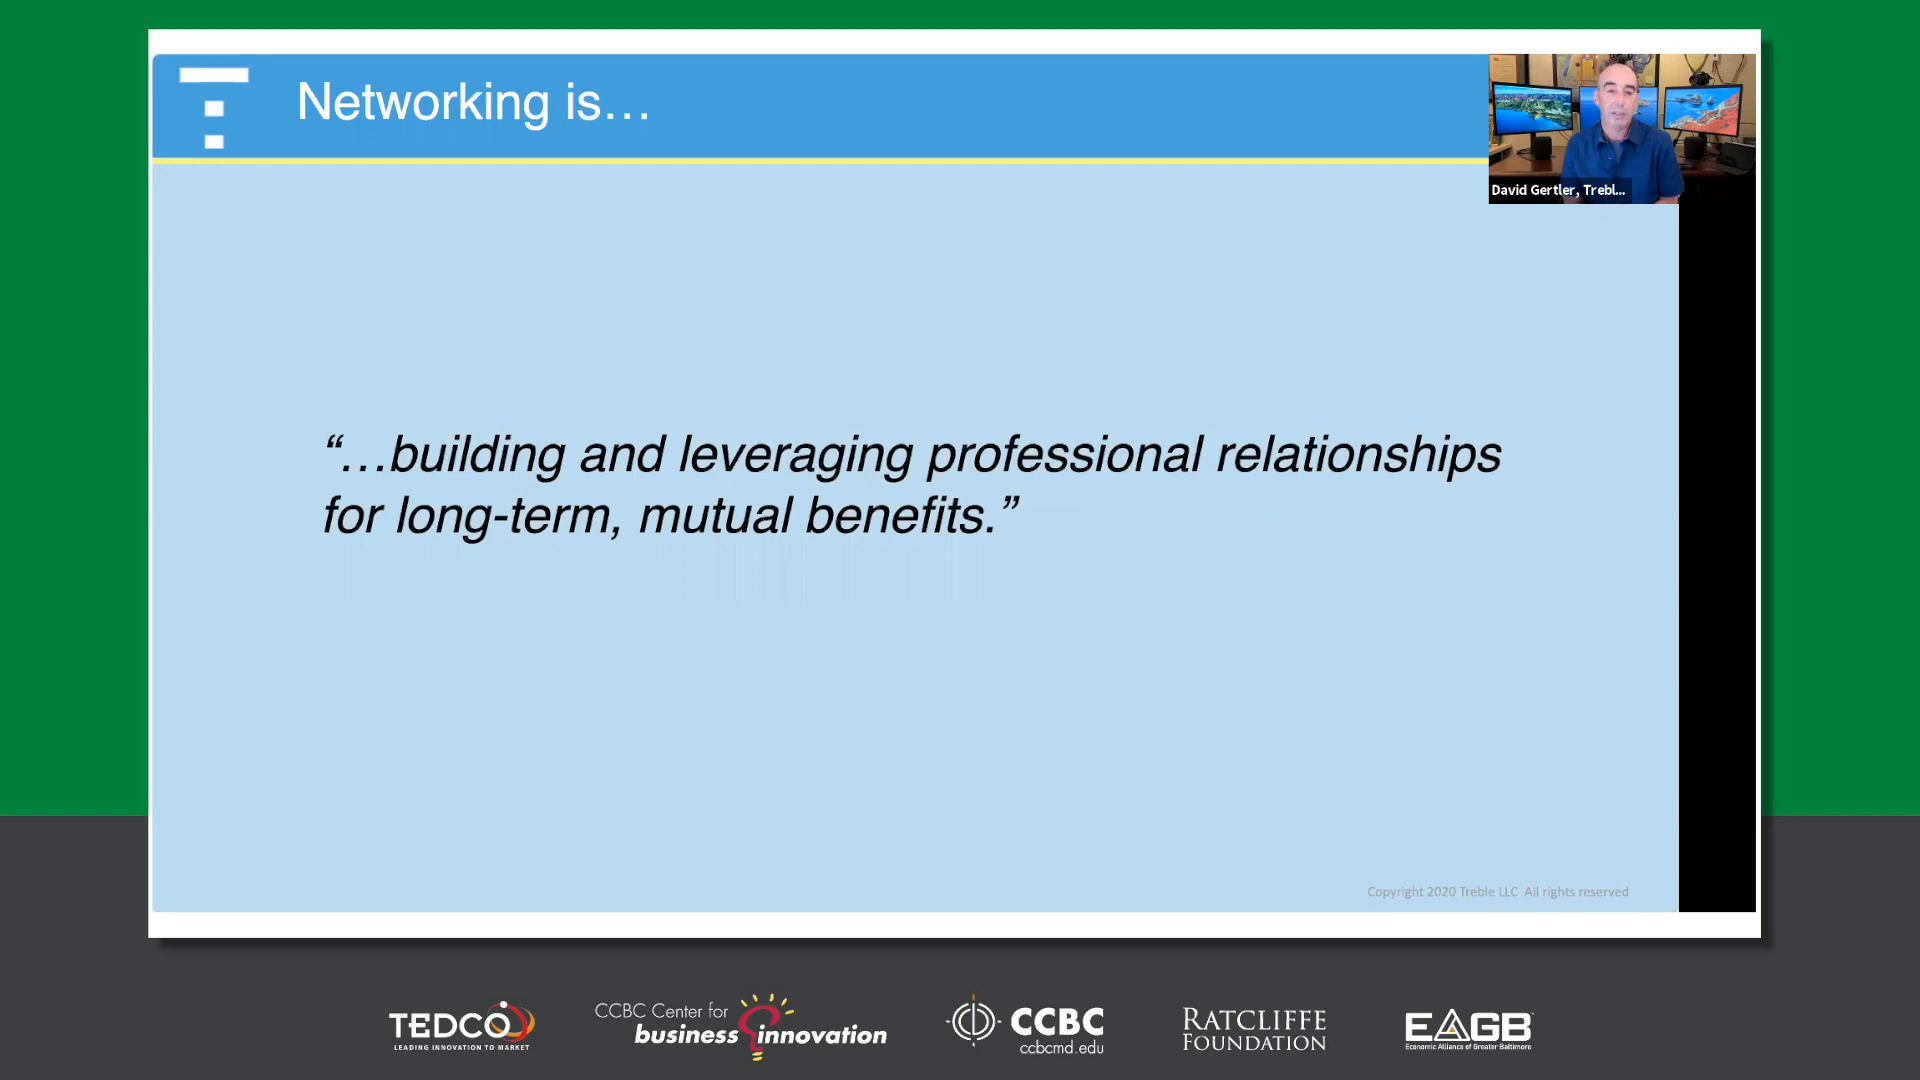 Networking is…
David Gertler, Trebl...
“…building and leveraging professional relationships
for long-term, mutual benefits.”
Copyright 2020 Treble LLC All rights reserved
TEDCO
LEADING INNOVATION TO MARKET
CCBC Center for
business innovation
CCBC
ccbcmd.edu
RATCLIFFE
FOUNDATION
EAGB
Economic Alliance of Greater Baltimore